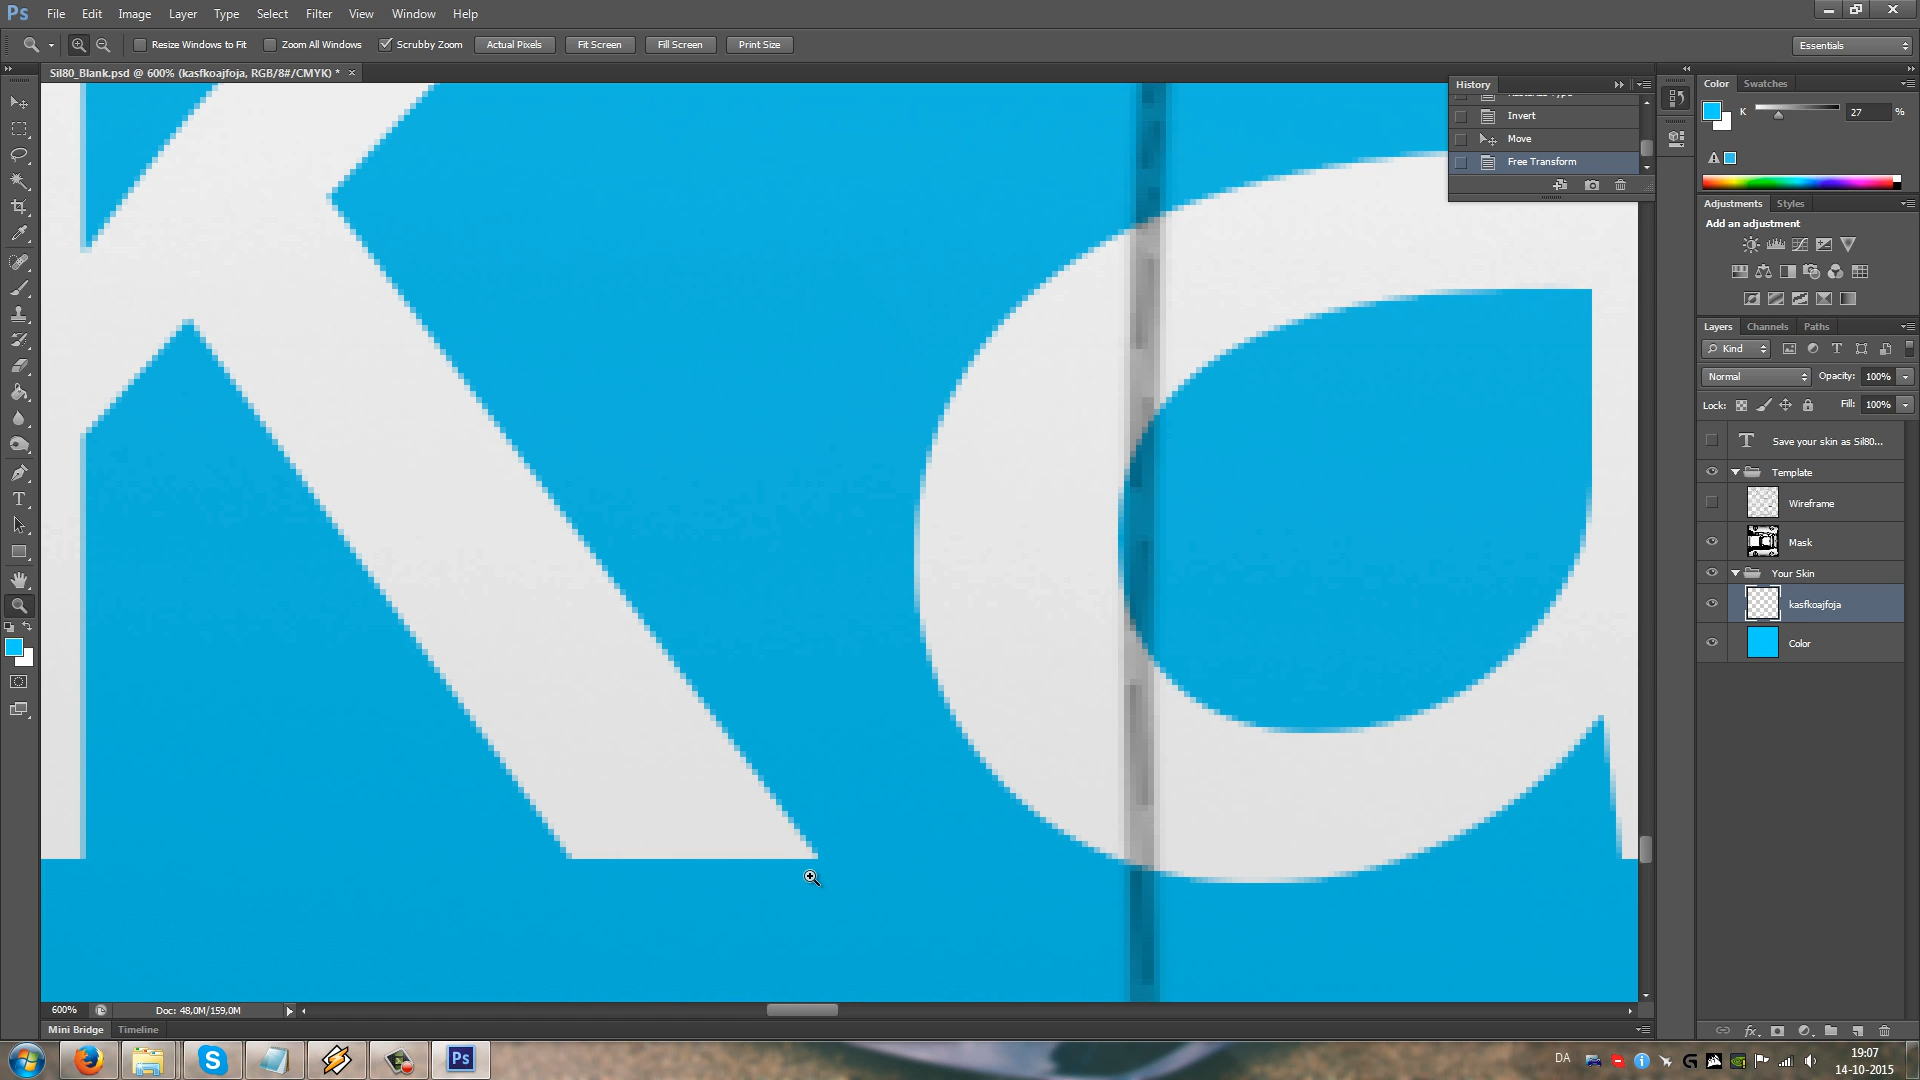 Ps File Edit Image Layer Type Select Filter View Window Help
Resize Windows to Fit Zoom All Windows Scrubby Zoom Actual Pixels Fit Screen Fill Screen Print Size Essentials
Sil80_Blank.psd @ 600% (kasfkoajfoja, RGB/8#/CMYK) * ×
ka
History
Invert
Move
Free Transform
Color Swatches
K 27 %
Adjustments Styles
Add an adjustment
Layers Channels Paths
Kind
Normal Opacity: 100%
Lock: Fill: 100%
T Save your skin as Sil80...
Template
Wireframe
Mask
Your Skin
kasfkoajfoja
Color
600% Doc: 48,0M/159,0M
Mini Bridge Timeline
Ps DA 19:07
14-10-2015